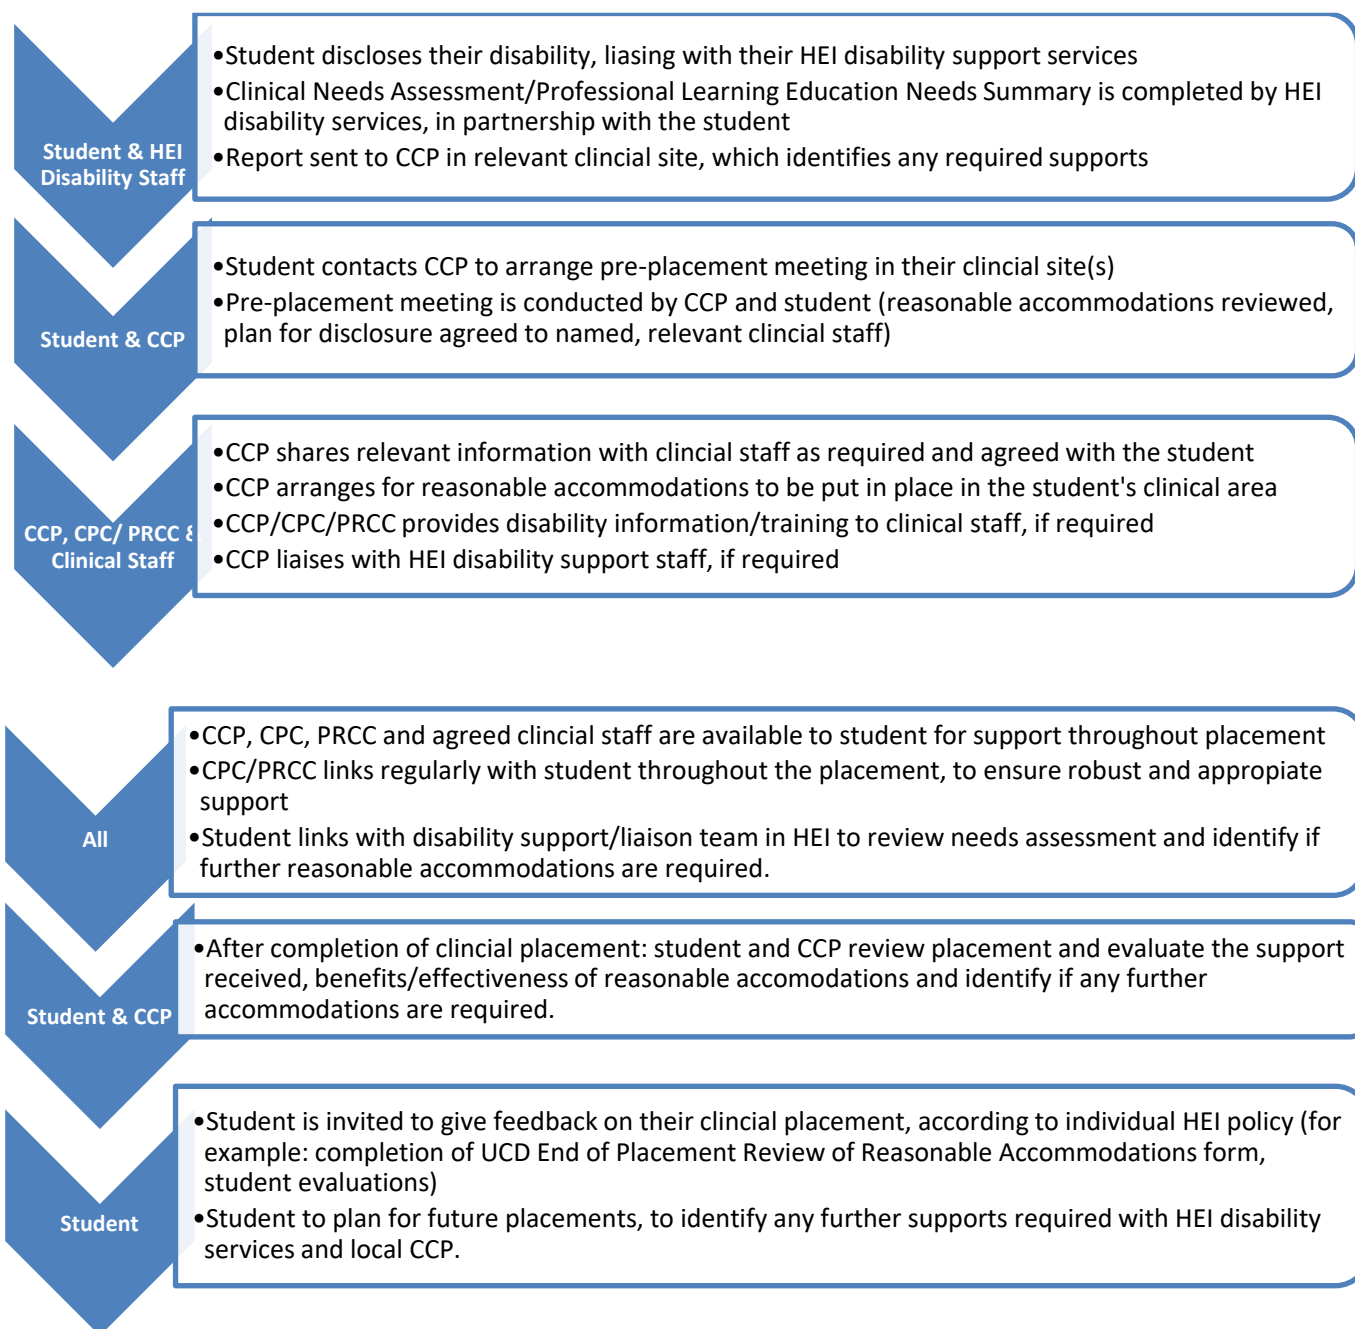 Student & HEI
Disability Staff
•Student discloses their disability, liasing with their HEI disability support services
•Clinical Needs Assessment/Professional Learning Education Needs Summary is completed by HEI
disability services, in partnership with the student
•Report sent to CCP in relevant clincial site, which identifies any required supports
Student & CCP
•Student contacts CCP to arrange pre-placement meeting in their clincial site(s)
•Pre-placement meeting is conducted by CCP and student (reasonable accommodations reviewed,
plan for disclosure agreed to named, relevant clincial staff)
CCP, CPC/ PRCC &
Clinical Staff
•CCP shares relevant information with clincial staff as required and agreed with the student
•CCP arranges for reasonable accommodations to be put in place in the student's clinical area
•CCP/CPC/PRCC provides disability information/training to clinical staff, if required
•CCP liaises with HEI disability support staff, if required
All
•CCP, CPC, PRCC and agreed clincial staff are available to student for support throughout placement
•CPC/PRCC links regularly with student throughout the placement, to ensure robust and appropiate
support
•Student links with disability support/liaison team in HEI to review needs assessment and identify if
further reasonable accommodations are required.
Student & CCP
•After completion of clincial placement: student and CCP review placement and evaluate the support
received, benefits/effectiveness of reasonable accomodations and identify if any further
accommodations are required.
Student
•Student is invited to give feedback on their clincial placement, according to individual HEI policy (for
example: completion of UCD End of Placement Review of Reasonable Accommodations form,
student evaluations)
•Student to plan for future placements, to identify any further supports required with HEI disability
services and local CCP.